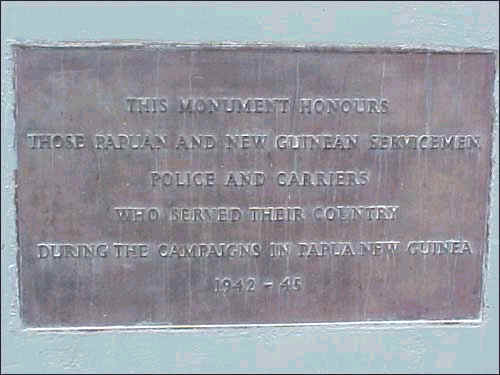 THIS MONUMENT HONOURS
THOSE PAPUAN AND NEW GUINEAN SERVICEMEN
POLICE AND CARRIERS
WHO SERVED THEIR COUNTRY
DURING THE CAMPAIGNS IN PAPUA NEW GUINEA
1942 - 45